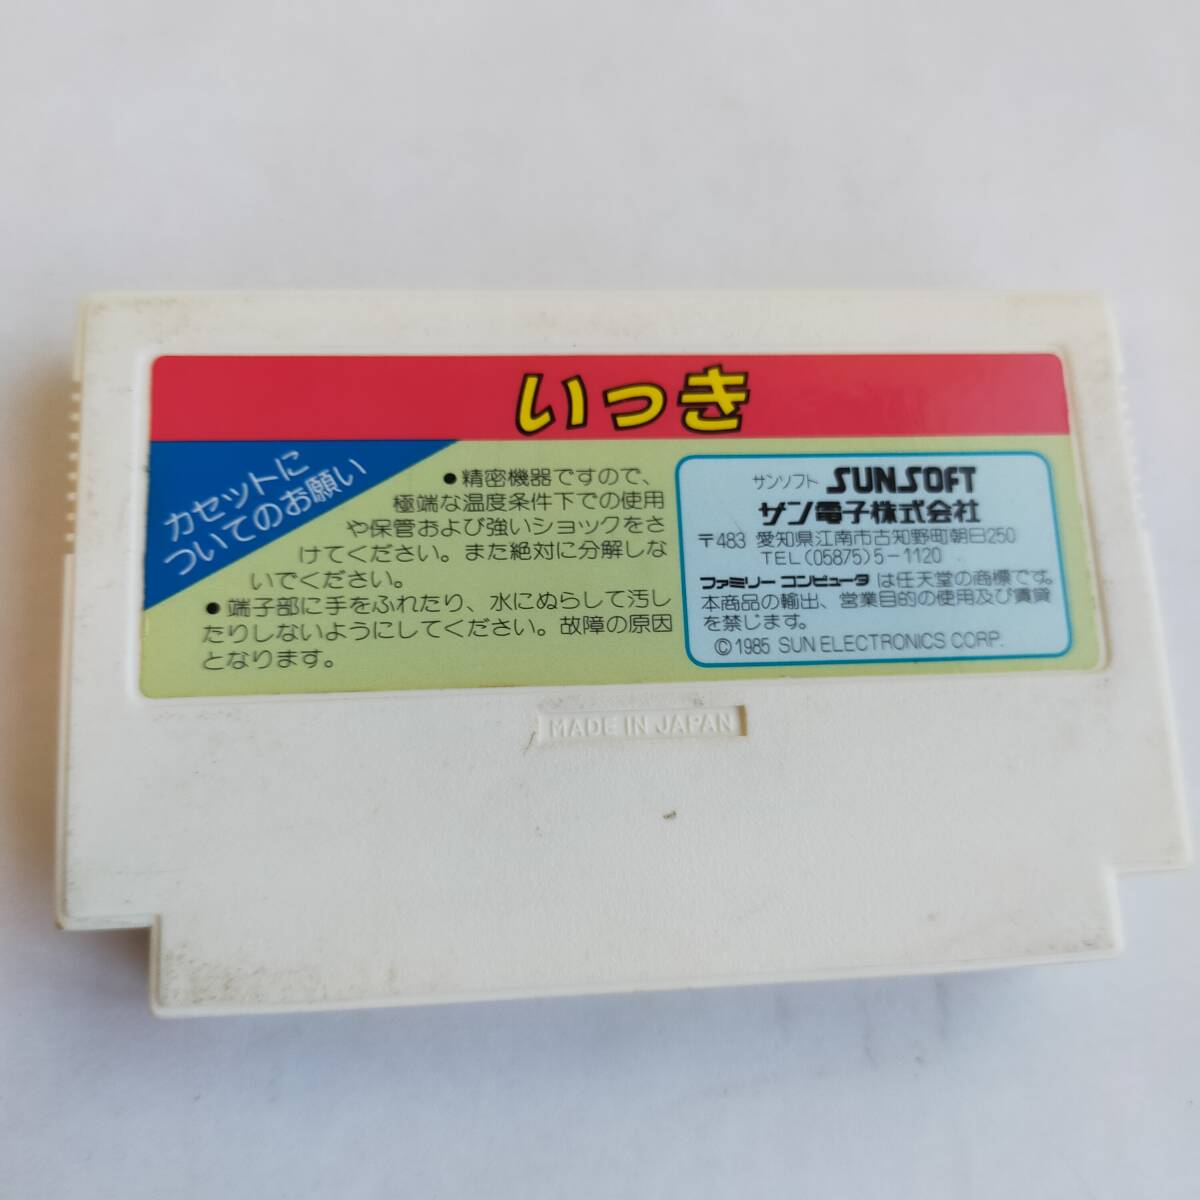 いっき
カセットに
ついてのお願い
●精密機器ですので、
極端な温度条件下での使用
や保管および強いショックをさ
けてください。また絶対に分解しな
いでください。
●端子部に手をふれたり、水にぬらして汚し
たりしないようにしてください。故障の原因
となります。
サンソフト SUNSOFT
サン電子株式会社
〒483 愛知県江南市古知野町朝日250
TEL(05875)5-1120
ファミリー コンピュータ は任天堂の商標です。
本商品の輸出、営業目的の使用及び賃貸
を禁じます。
©1985 SUN ELECTRONICS CORP.
MADE IN JAPAN